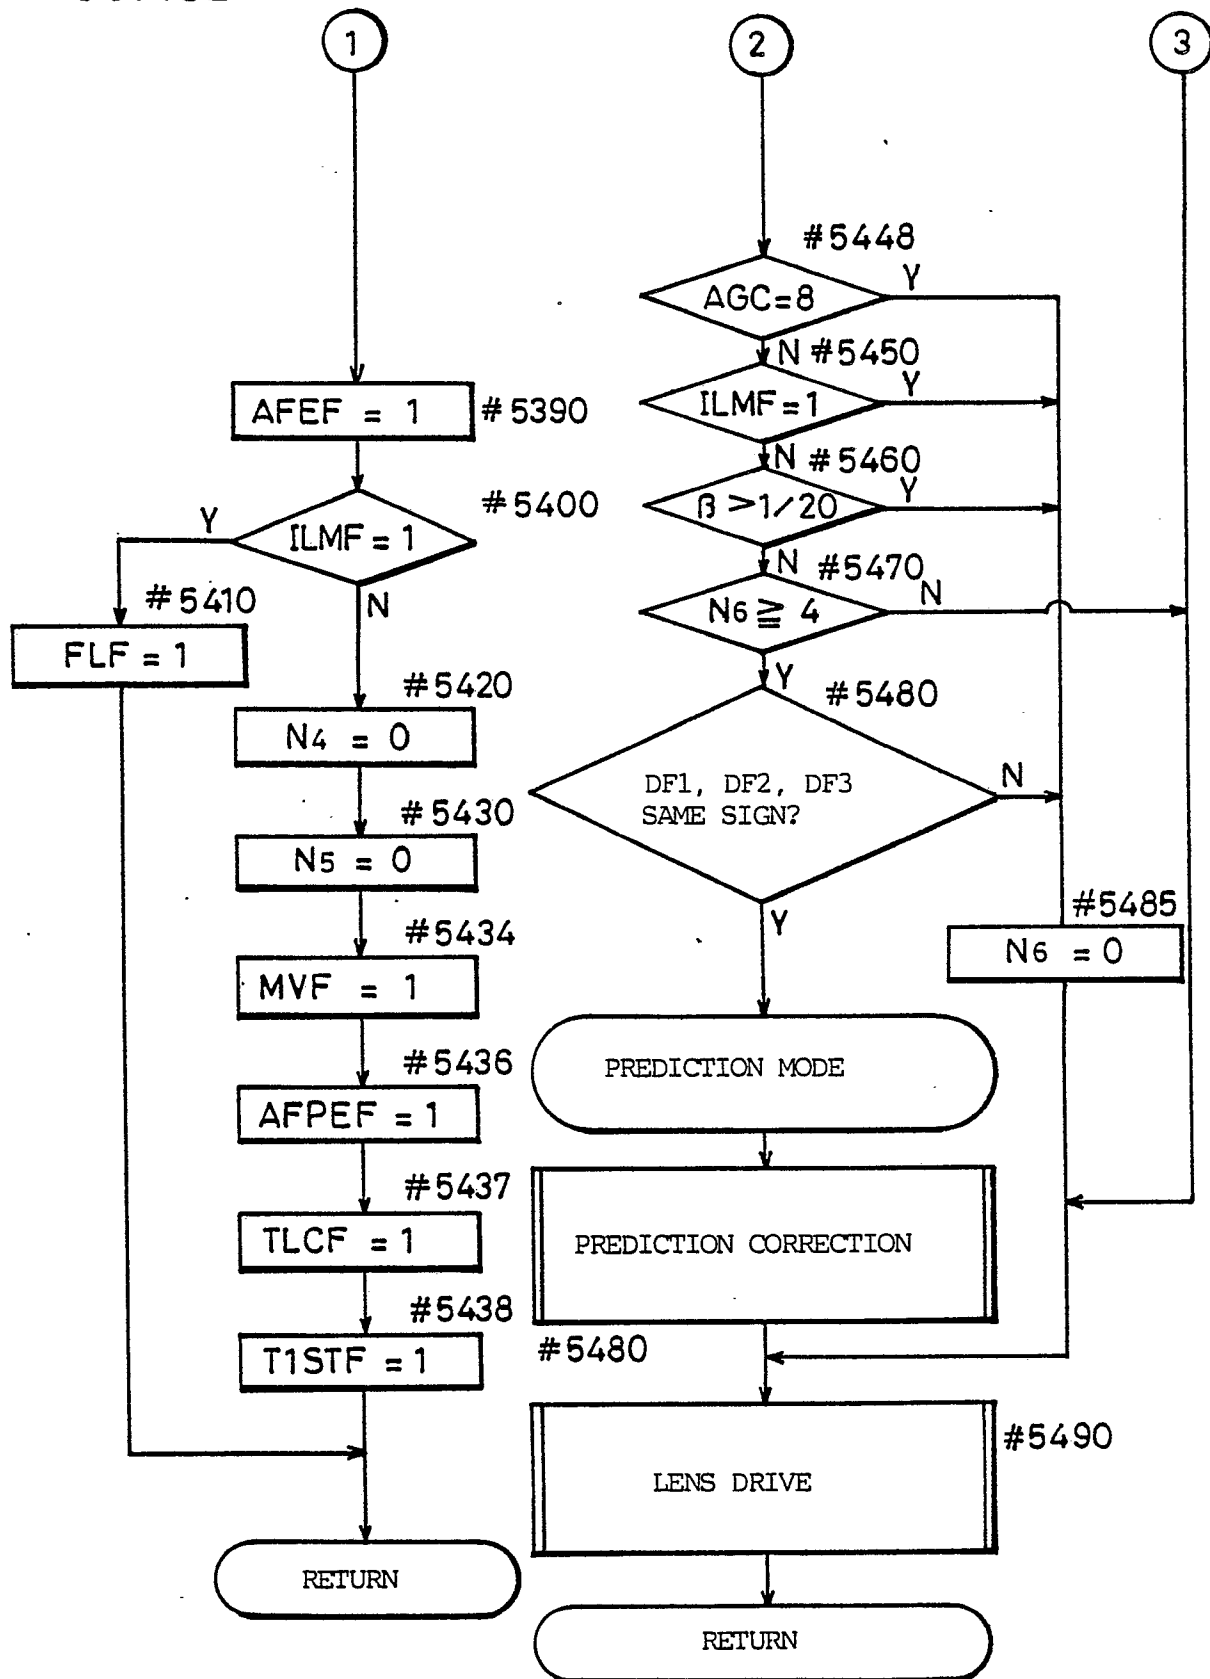 1
2
3
#5448
AGC=8
Y
N
#5450
ILMF=1
Y
N
#5460
β>1/20
Y
N
#5470
N6≧4
N
Y
#5480
DF1, DF2, DF3
SAME SIGN?
N
Y
#5485
N6 = 0
PREDICTION MODE
PREDICTION CORRECTION
#5480
LENS DRIVE
#5490
RETURN
AFEF = 1
#5390
#5400
ILMF = 1
Y
N
#5410
FLF = 1
#5420
N4 = 0
#5430
N5 = 0
#5434
MVF = 1
#5436
AFPEF = 1
#5437
TLCF = 1
#5438
T1STF = 1
RETURN